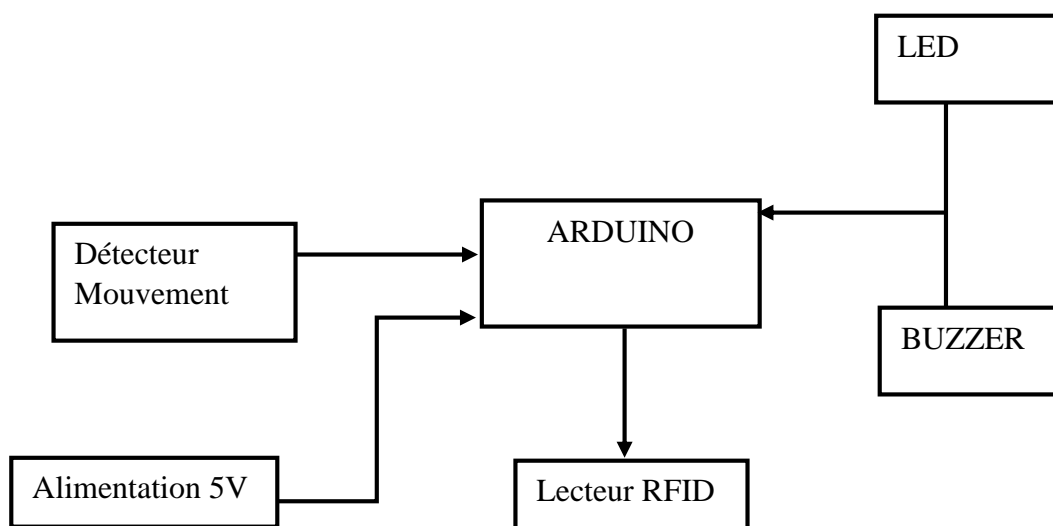 LED
ARDUINO
Détecteur
Mouvement
BUZZER
Alimentation 5V
Lecteur RFID